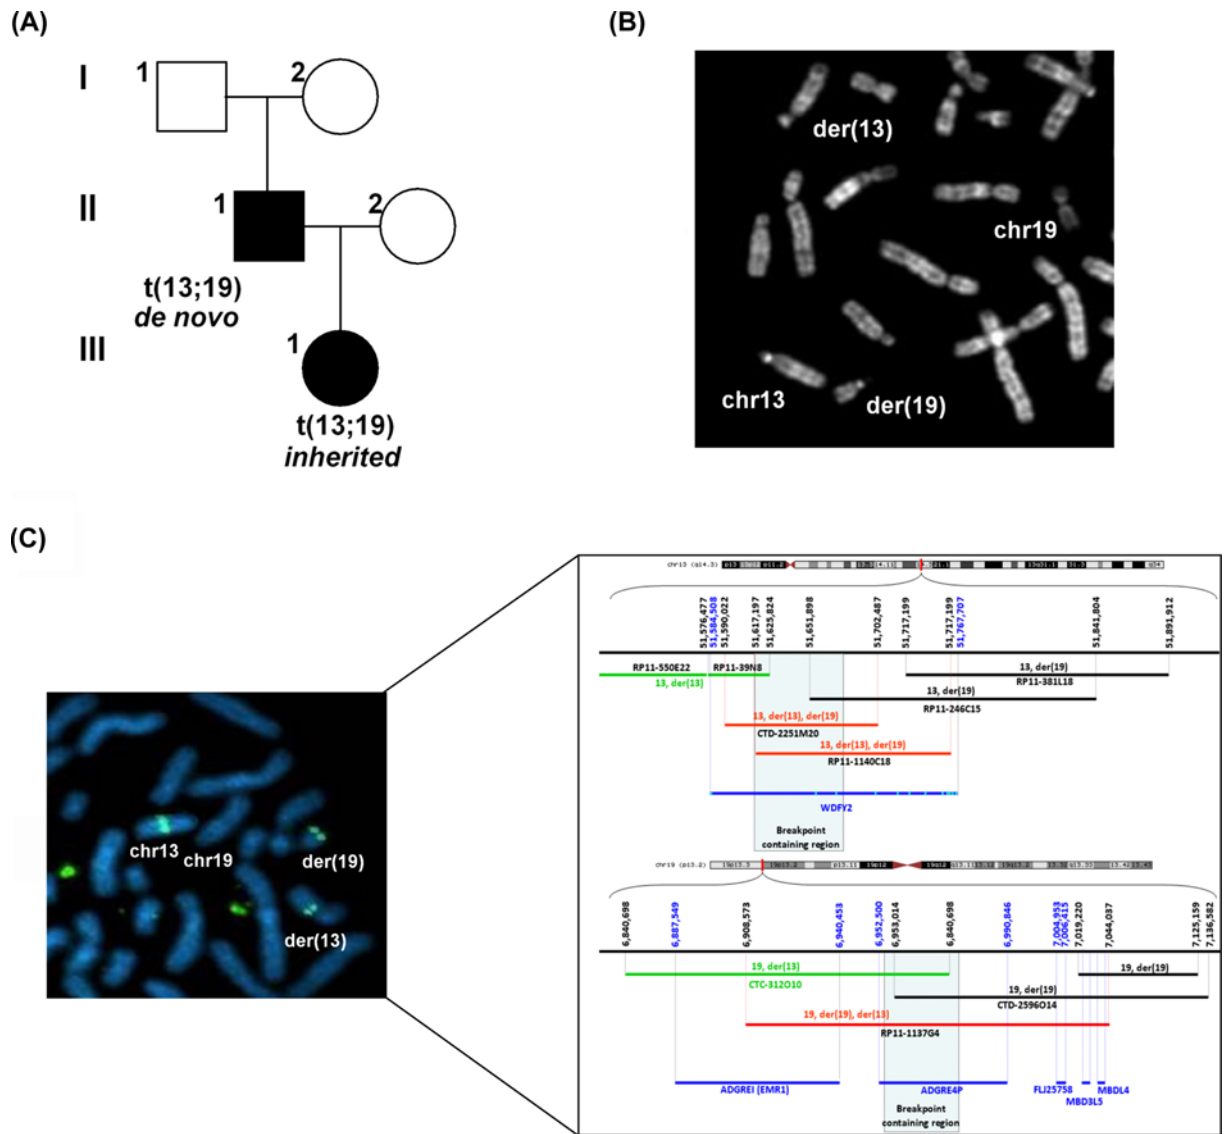 (A)
(B)
I
1
2
II
1
2
t(13;19)
de novo
III
1
t(13;19)
inherited
der(13)
chr19
chr13
der(19)
(C)
chr13
chr19
der(19)
der(13)
chr13 (q14.3)
51,576,477
51,584,508
51,590,022
51,617,197
51,625,824
51,651,898
51,702,487
51,717,199
51,717,199
51,767,707
51,841,804
51,891,912
RP11-550E22
RP11-39N8
13, der(13)
13, der(19)
RP11-381L18
13, der(19)
RP11-246C15
13, der(13), der(19)
CTD-2251M20
13, der(13), der(19)
RP11-1140C18
WDFY2
Breakpoint
containing region
chr19 (p13.2)
6,840,698
6,887,549
6,908,573
6,940,453
6,952,500
6,953,014
6,840,698
6,990,846
7,004,953
7,006,415
7,019,220
7,044,037
7,125,159
7,136,582
19, der(13)
CTC-312O10
19, der(19)
19, der(19)
CTD-2596O14
19, der(19), der(13)
RP11-1137G4
ADGREI (EMR1)
ADGRE4P
FLJ25758
MBDL4
MBD3L5
Breakpoint
containing region